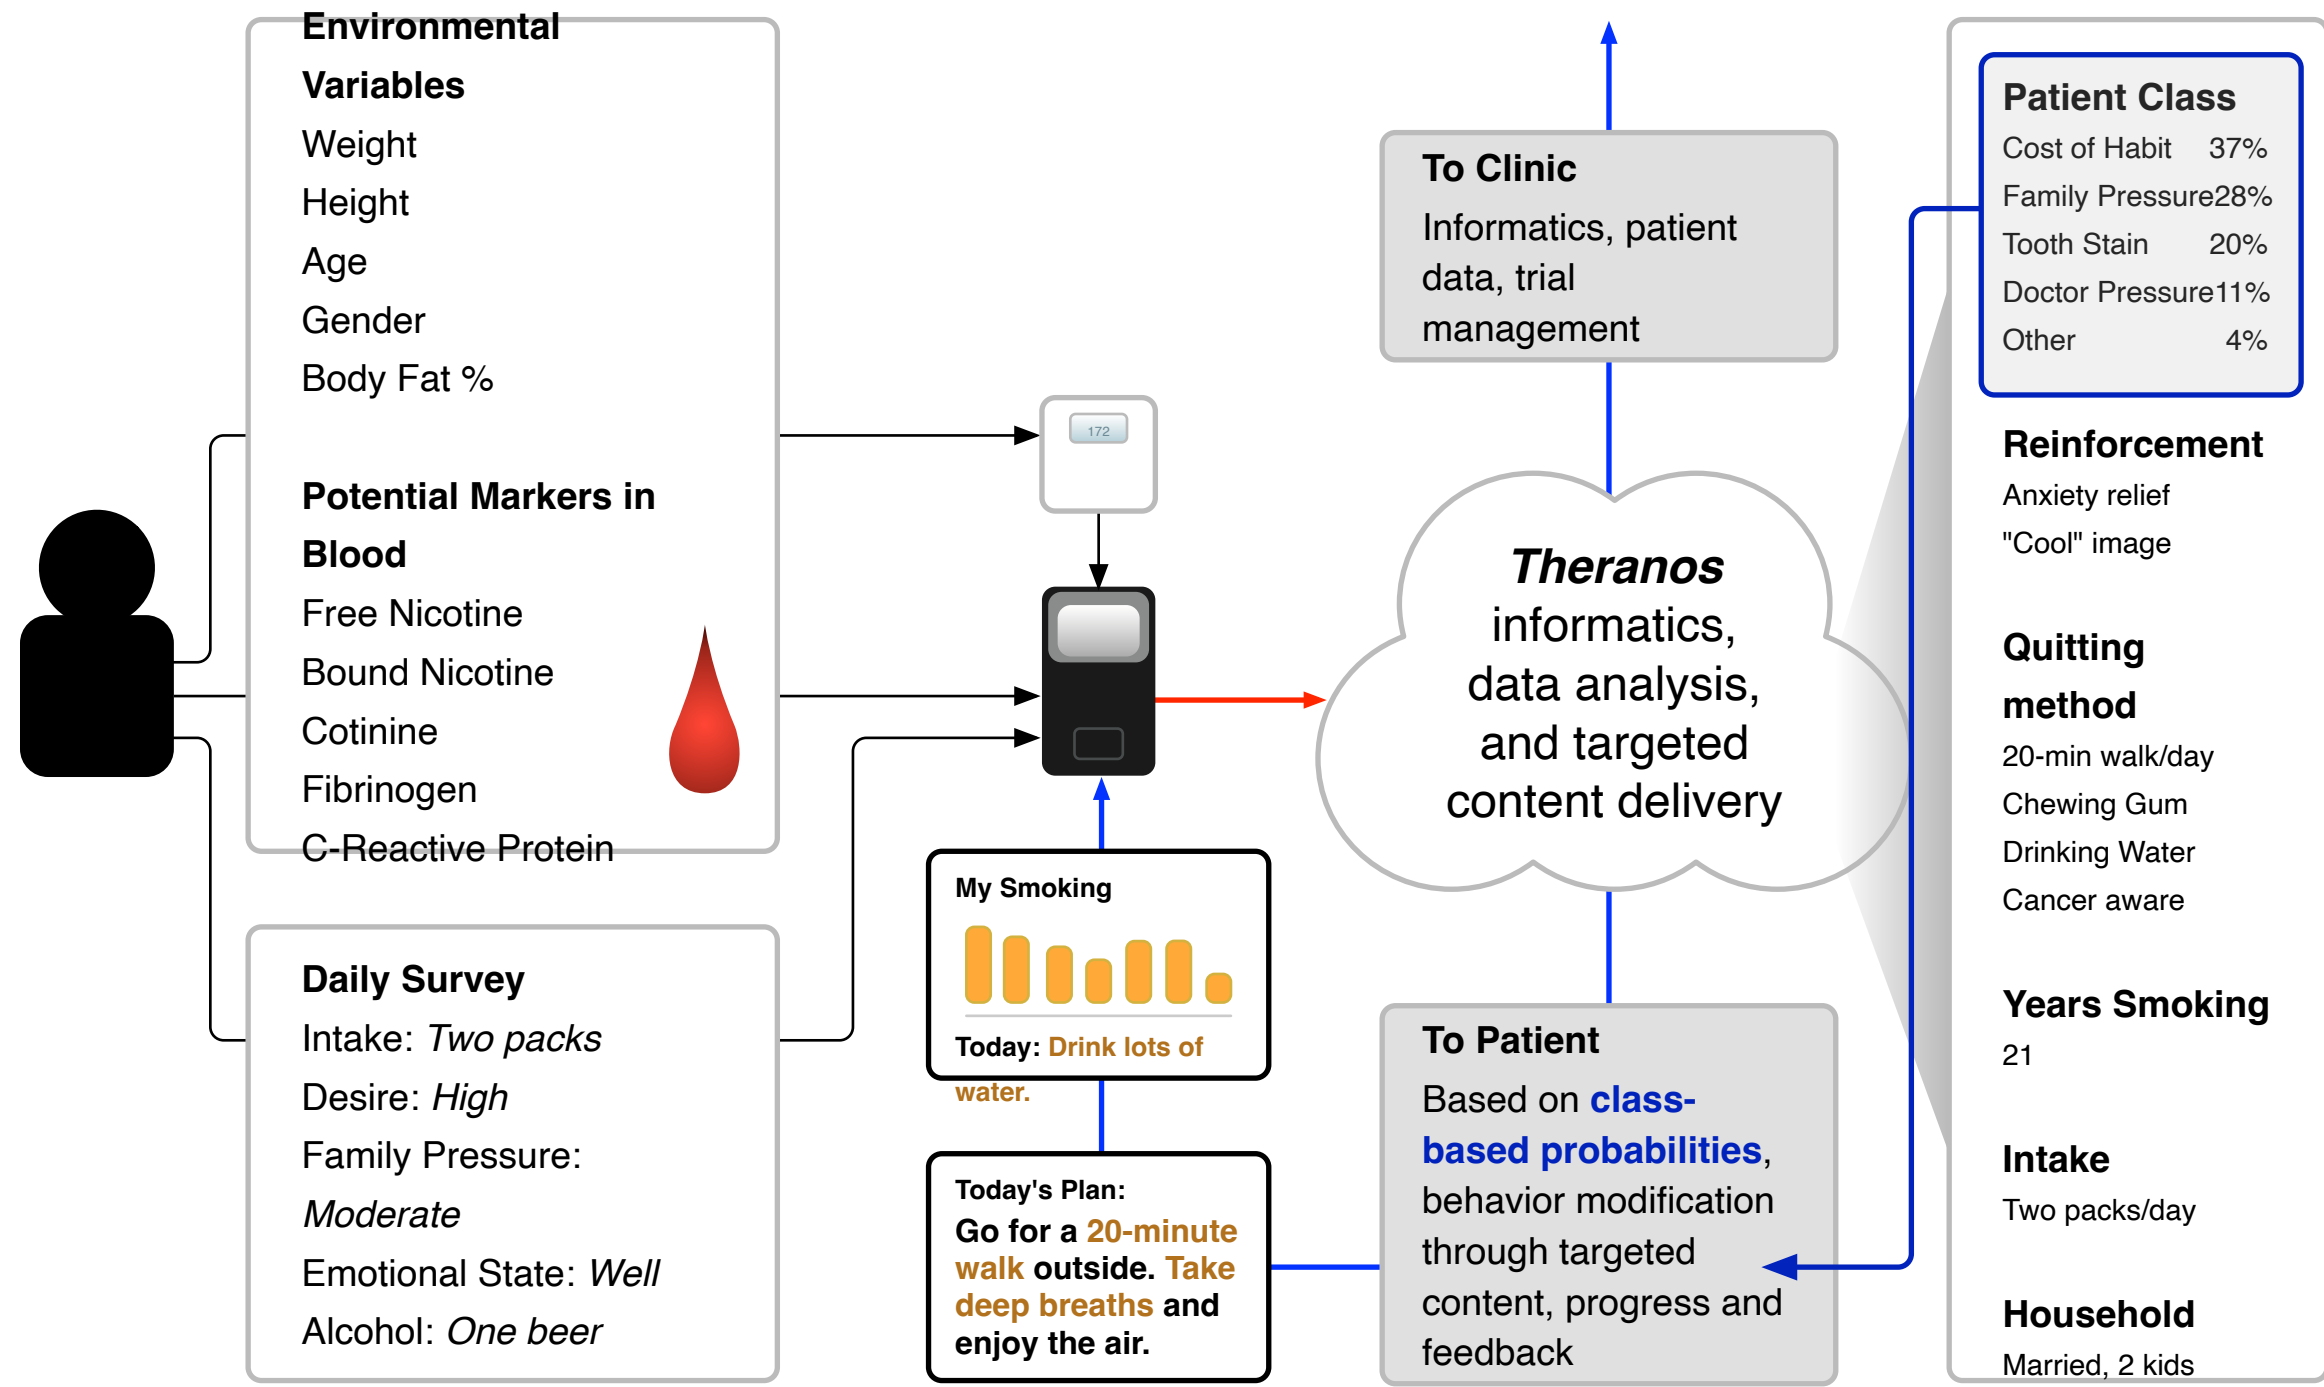 Environmental
Variables
Weight
Height
Age
Gender
Body Fat %
Potential Markers in
Blood
Free Nicotine
Bound Nicotine
Cotinine
Fibrinogen
C-Reactive Protein
Daily Survey
Intake: Two packs
Desire: High
Family Pressure:
Moderate
Emotional State: Well
Alcohol: One beer
172
My Smoking
Today: Drink lots of
water.
Today's Plan:
Go for a 20-minute
walk outside. Take
deep breaths and
enjoy the air.
To Clinic
Informatics, patient
data, trial
management
Theranos
informatics,
data analysis,
and targeted
content delivery
To Patient
Based on class-
based probabilities,
behavior modification
through targeted
content, progress and
feedback
Patient Class
Cost of Habit 37%
Family Pressure28%
Tooth Stain 20%
Doctor Pressure11%
Other 4%
Reinforcement
Anxiety relief
"Cool" image
Quitting
method
20-min walk/day
Chewing Gum
Drinking Water
Cancer aware
Years Smoking
21
Intake
Two packs/day
Household
Married, 2 kids